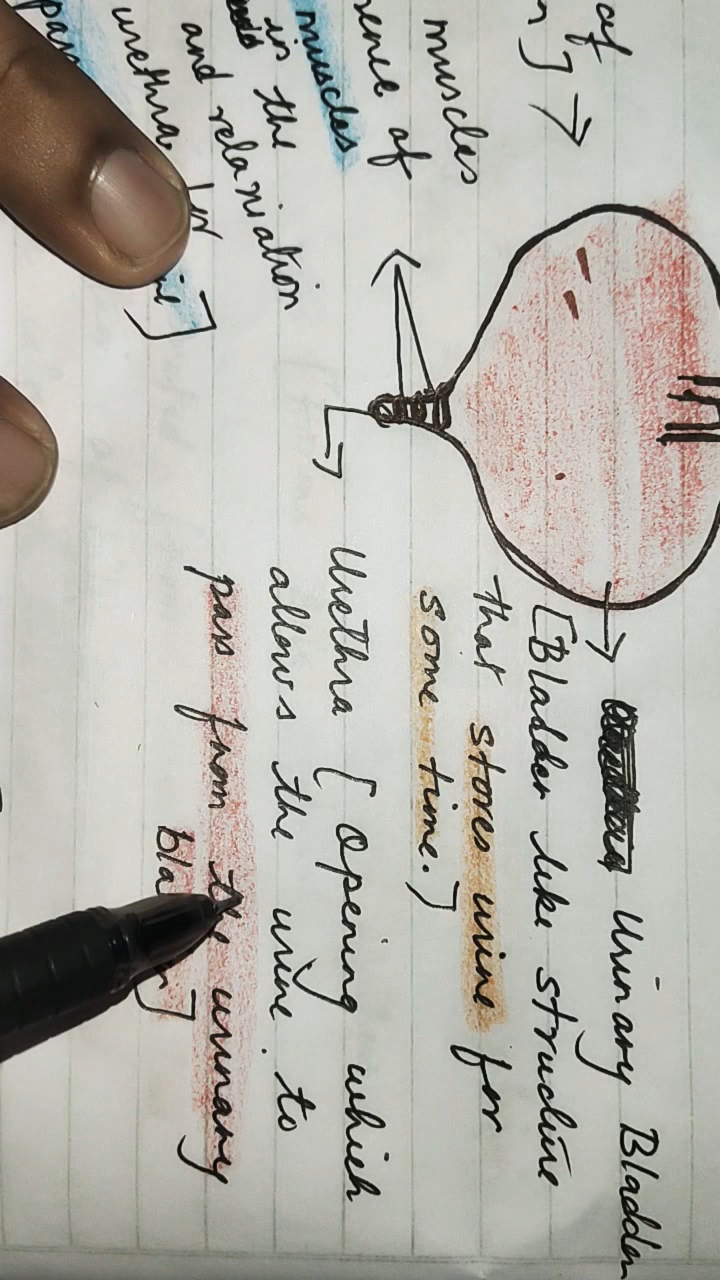 of
n] →
muscles
ence of
muscles
in the
and relaxation
urethra
pass
Urinary Bladder
[Bladder like structure
that stores urine for
some time.]
Urethra [Opening which
allows the urine to
pass from the urinary